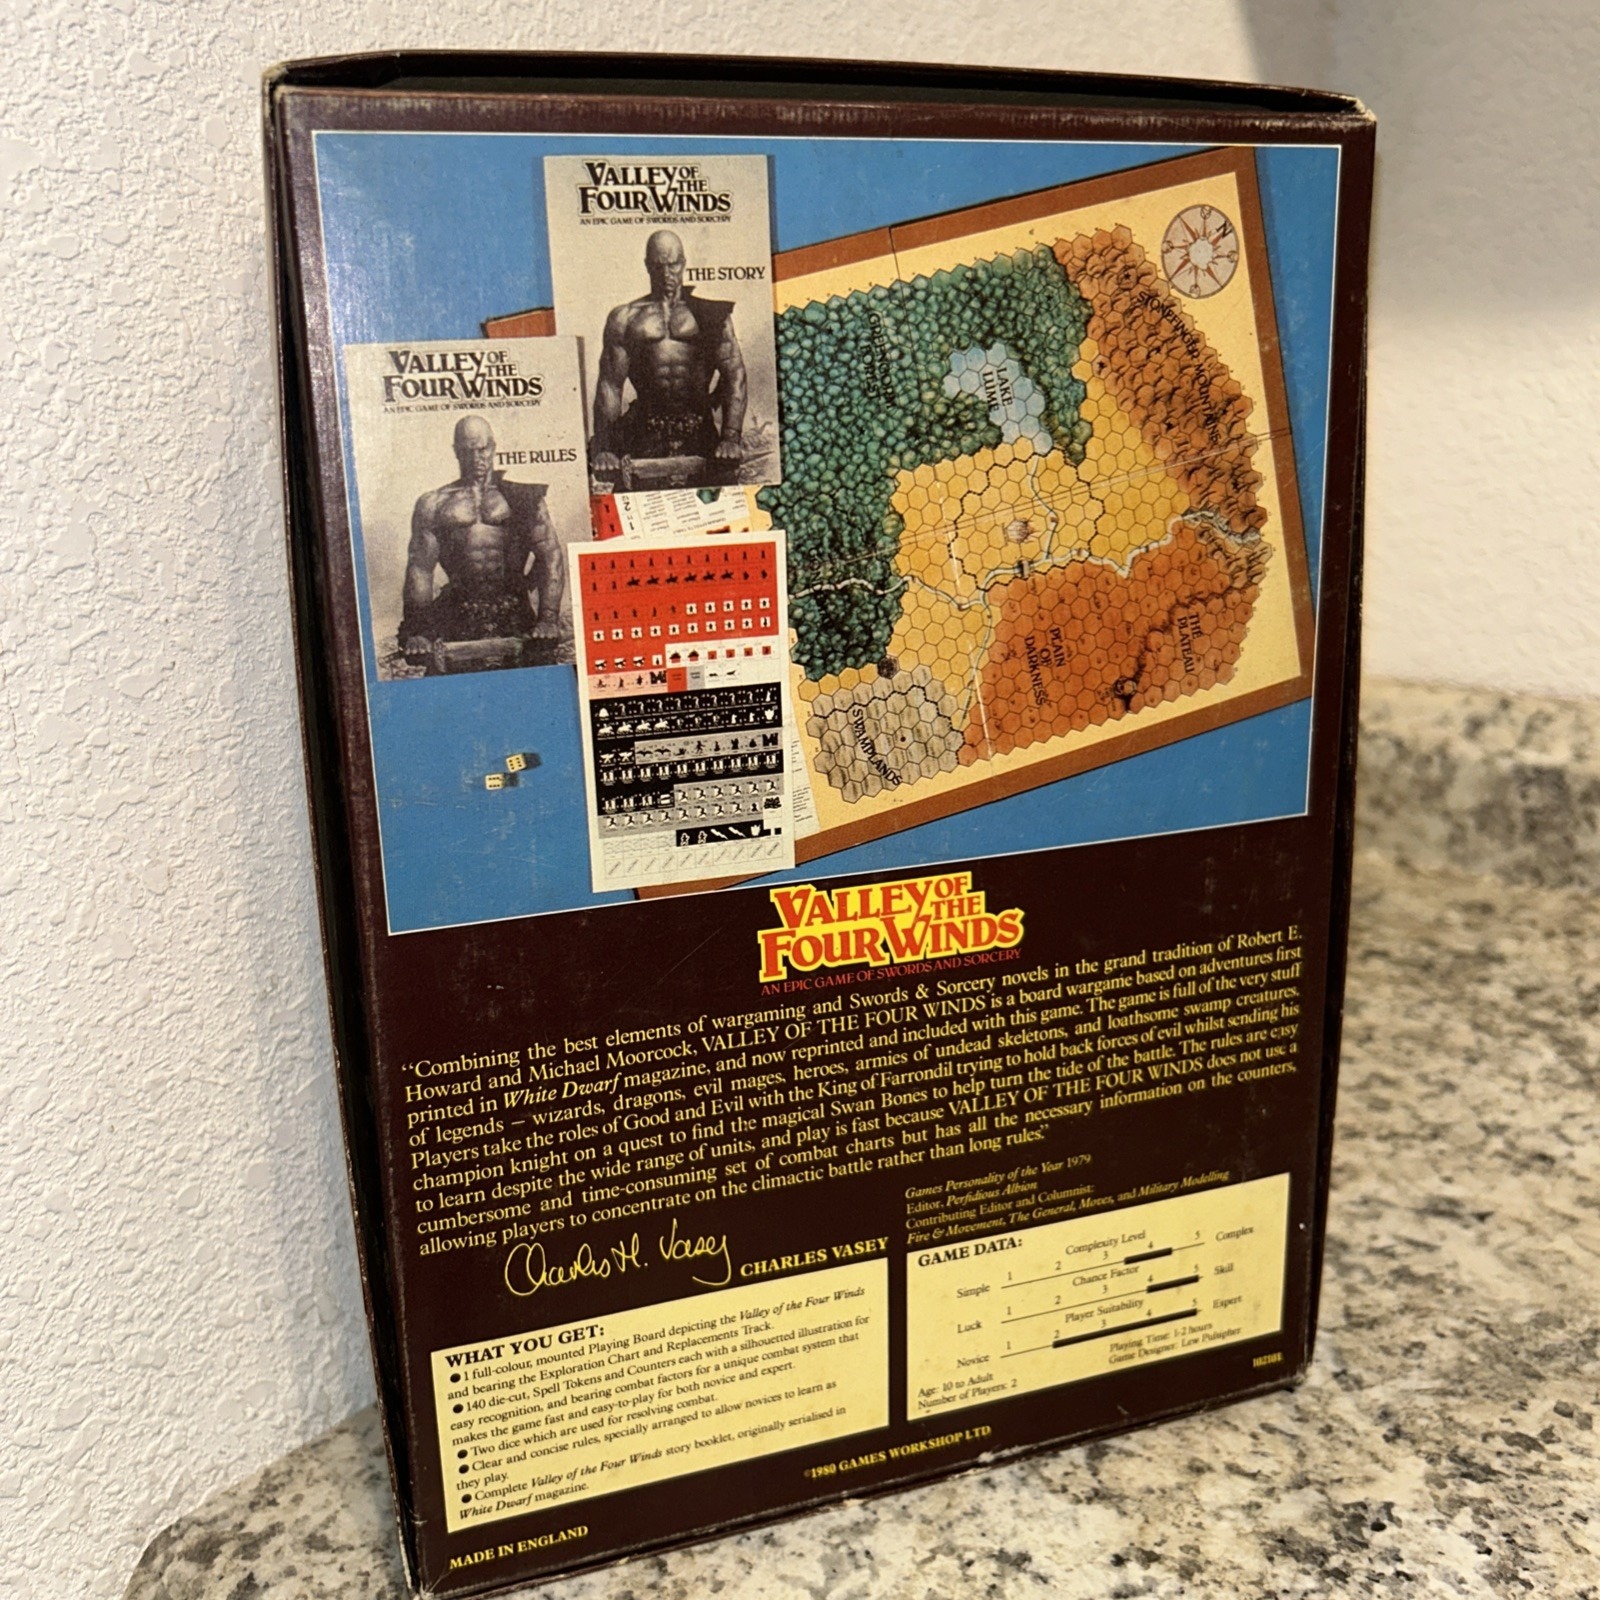 VALLEY OF
THE
FOUR WINDS
AN EPIC GAME OF SWORDS AND SORCERY
THE STORY
VALLEY OF
THE
FOUR WINDS
AN EPIC GAME OF SWORDS AND SORCERY
THE RULES
N
STONEFINGER MOUNTAINS
LAKE
LUME
PLAIN
OF
DARKNESS
THE
PLATEAU
SWAMPLANDS
VALLEY OF
THE
FOUR WINDS
AN EPIC GAME OF SWORDS AND SORCERY
“Combining the best elements of wargaming and Swords & Sorcery novels in the grand tradition of Robert E.
Howard and Michael Moorcock, VALLEY OF THE FOUR WINDS is a board wargame based on adventures first
printed in White Dwarf magazine, and now reprinted and included with this game. The game is full of the very stuff
of legends – wizards, dragons, evil mages, heroes, armies of undead skeletons, and loathsome swamp creatures.
Players take the roles of Good and Evil with the King of Farrondil trying to hold back forces of evil whilst sending his
champion knight on a quest to find the magical Swan Bones to help turn the tide of the battle. The rules are easy
to learn despite the wide range of units, and play is fast because VALLEY OF THE FOUR WINDS does not use a
cumbersome and time-consuming set of combat charts but has all the necessary information on the counters,
allowing players to concentrate on the climactic battle rather than long rules.”
Charles H. Vasey
CHARLES VASEY
Games Personality of the Year 1979
Editor, Perfidious Albion
Contributing Editor and Columnist:
Fire & Movement, The General, Moves, and Military Modelling
WHAT YOU GET:
● 1 full-colour, mounted Playing Board depicting the Valley of the Four Winds
and bearing the Exploration Chart and Replacements Track.
● 140 die-cut, Spell Tokens and Counters each with a silhouetted illustration for
easy recognition, and bearing combat factors for a unique combat system that
makes the game fast and easy-to-play for both novice and expert.
● Two dice which are used for resolving combat.
● Clear and concise rules, specially arranged to allow novices to learn as
they play.
● Complete Valley of the Four Winds story booklet, originally serialised in
White Dwarf magazine.
GAME DATA:
Complexity Level
Simple 1 2 3 4 5 Complex
Chance Factor
Luck 1 2 3 4 5 Skill
Player Suitability
Novice 1 2 3 4 5 Expert
Playing Time: 1-2 hours
Game Designer: Lew Pulsipher
Age: 10 to Adult
Number of Players: 2
102101
MADE IN ENGLAND
©1980 GAMES WORKSHOP LTD